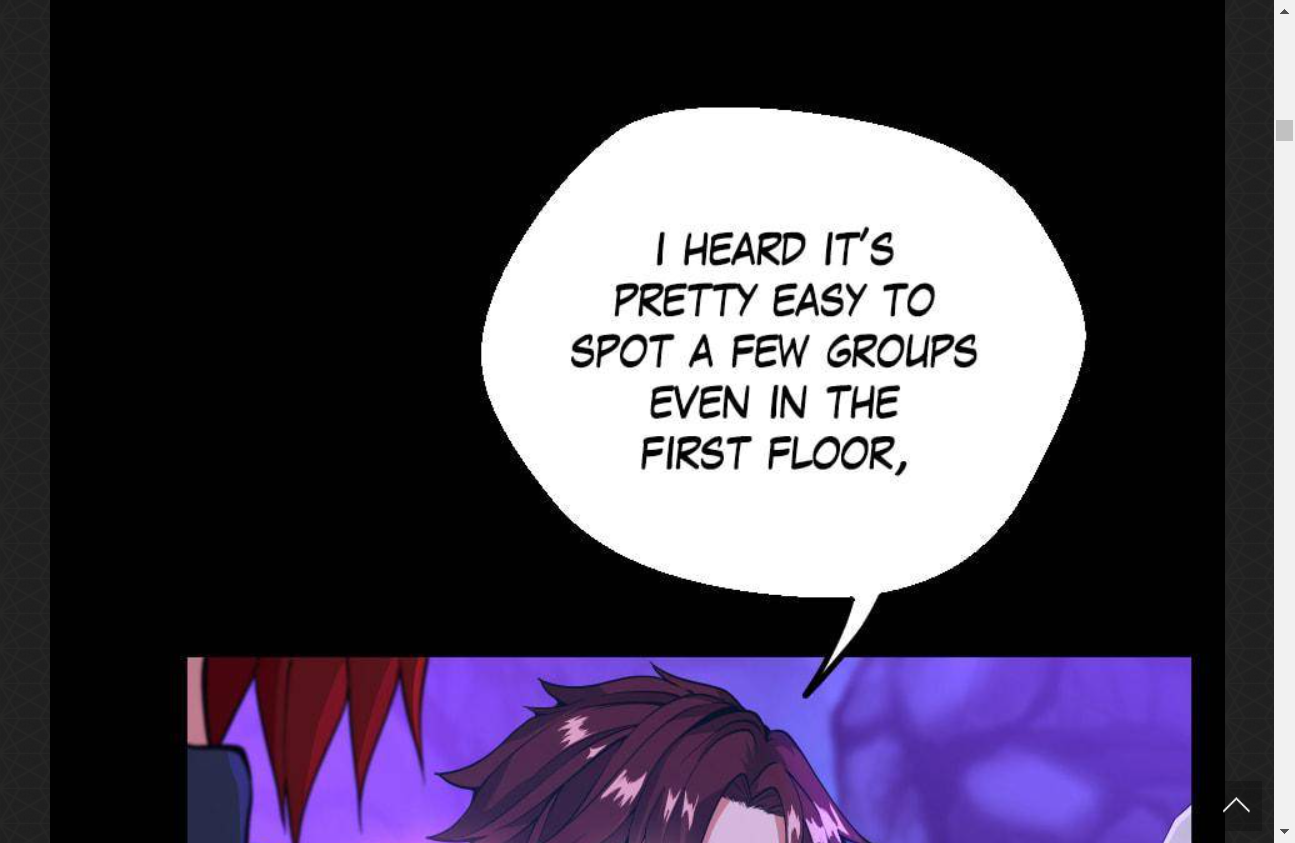 I HEARD IT'S
PRETTY EASY TO
SPOT A FEW GROUPS
EVEN IN THE
FIRST FLOOR,